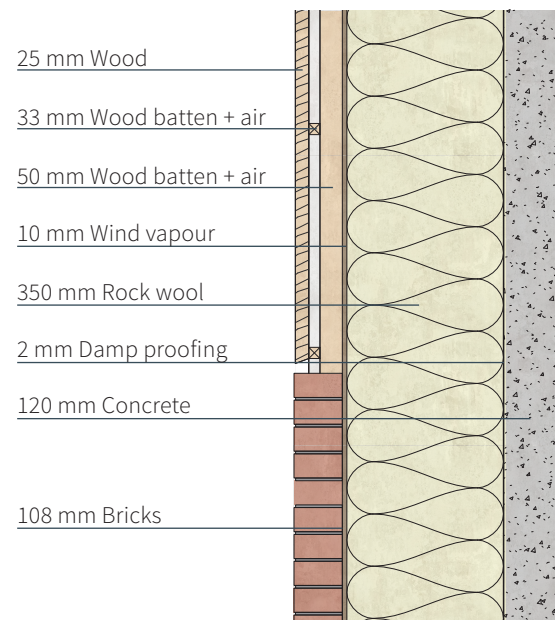 25 mm Wood
33 mm Wood batten + air
50 mm Wood batten + air
10 mm Wind vapour
350 mm Rock wool
2 mm Damp proofing
120 mm Concrete
108 mm Bricks